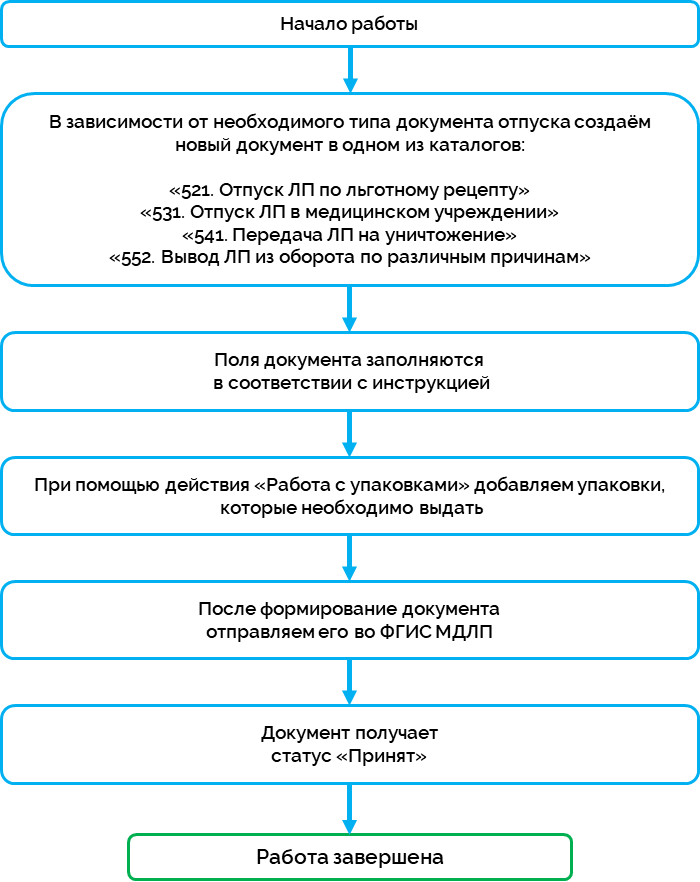 Начало работы
В зависимости от необходимого типа документа отпуска создаём
новый документ в одном из каталогов:
«521. Отпуск ЛП по льготному рецепту»
«531. Отпуск ЛП в медицинском учреждении»
«541. Передача ЛП на уничтожение»
«552. Вывод ЛП из оборота по различным причинам»
Поля документа заполняются
в соответствии с инструкцией
При помощью действия «Работа с упаковками» добавляем упаковки,
которые необходимо выдать
После формирование документа
отправляем его во ФГИС МДЛП
Документ получает
статус «Принят»
Работа завершена